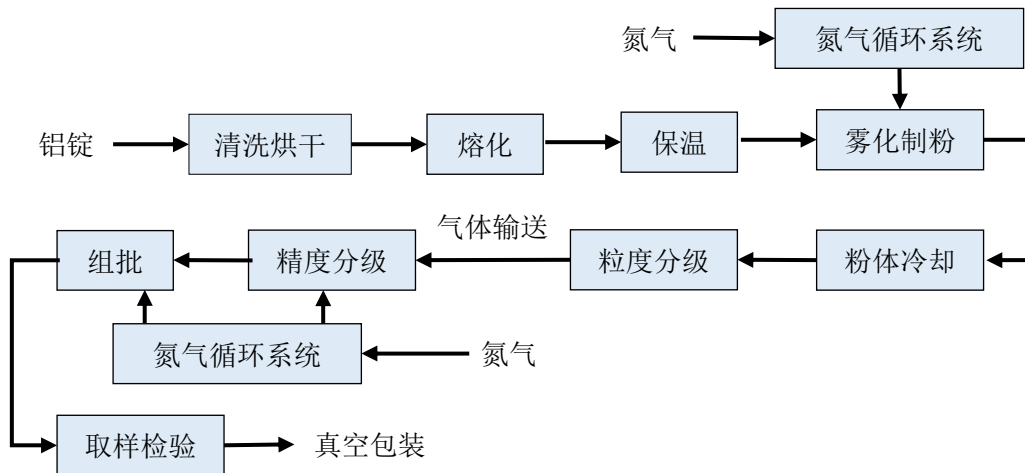 氮气
氮气循环系统
铝锭
清洗烘干
熔化
保温
雾化制粉
气体输送
组批
精度分级
粒度分级
粉体冷却
氮气循环系统
氮气
取样检验
真空包装